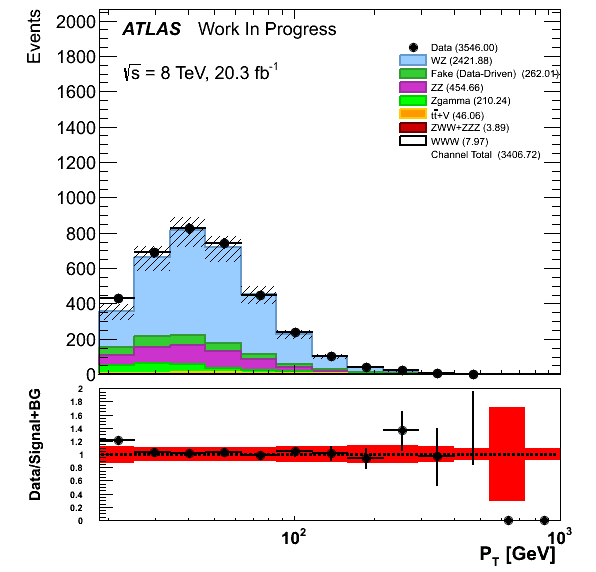 Events
2000
1800
1600
1400
1200
1000
800
600
400
200
0
ATLAS Work In Progress
√s = 8 TeV, 20.3 fb⁻¹
Data (3546.00)
WZ (2421.88)
Fake (Data-Driven) (262.01)
ZZ (454.66)
Zgamma (210.24)
tt̄+V (46.06)
ZWW+ZZZ (3.89)
WWW (7.97)
Channel Total (3406.72)
Data/Signal+BG
2
1.8
1.6
1.4
1.2
1
0.8
0.6
0.4
0.2
0
10²
10³
P_T [GeV]